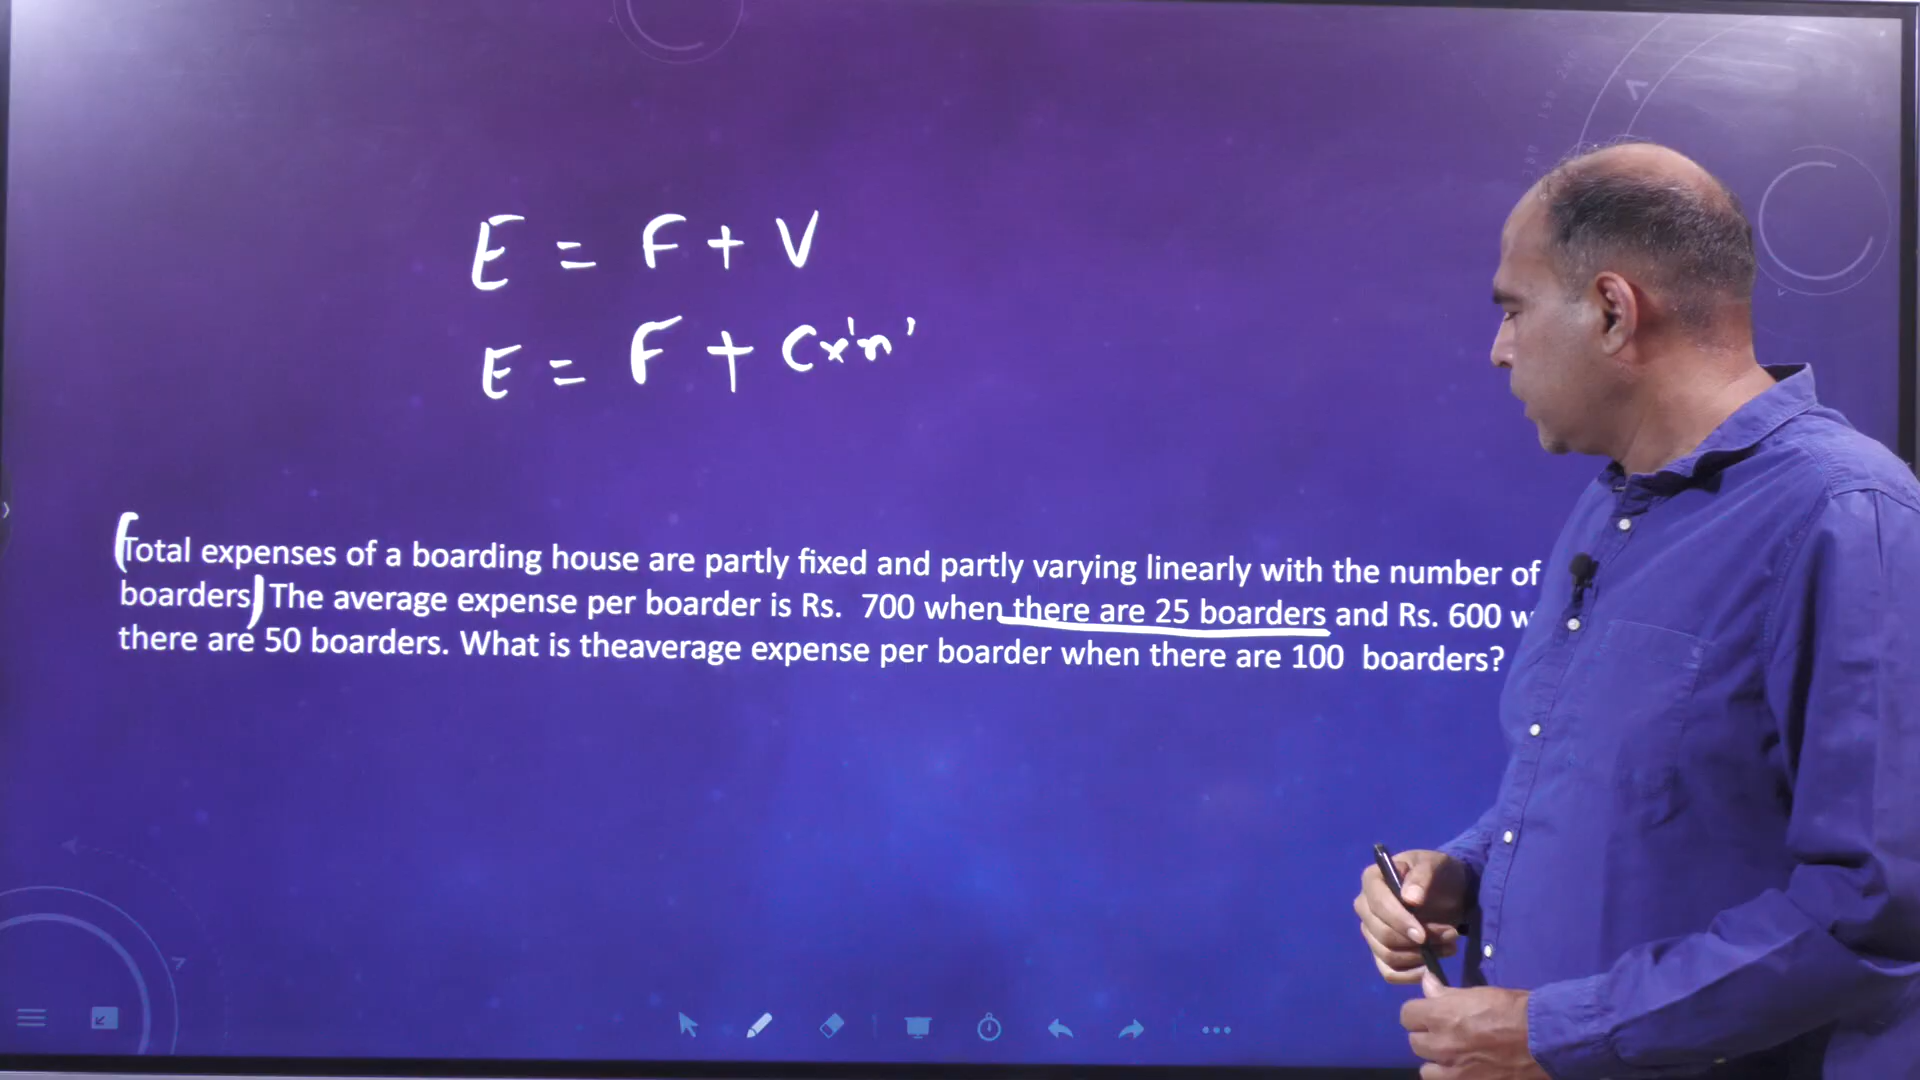 E = F + V
E = F + C x 'n'
Total expenses of a boarding house are partly fixed and partly varying linearly with the number of
boarders. The average expense per boarder is Rs. 700 when there are 25 boarders and Rs. 600
there are 50 boarders. What is theaverage expense per boarder when there are 100 boarders?